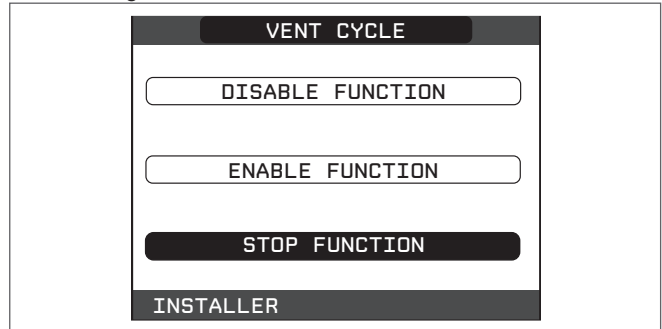 VENT CYCLE
DISABLE FUNCTION
ENABLE FUNCTION
STOP FUNCTION
INSTALLER